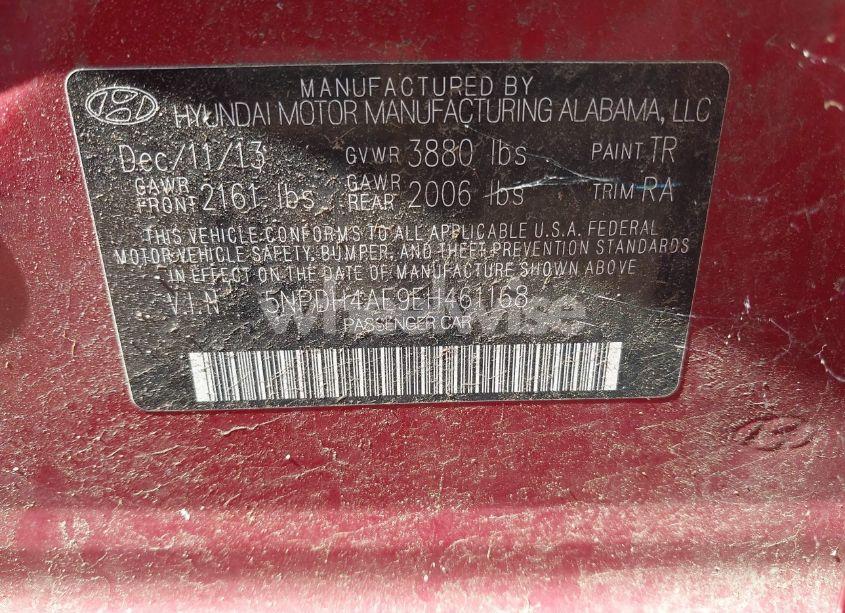 MANUFACTURED BY
HYUNDAI MOTOR MANUFACTURING ALABAMA, LLC
Dec/11/13 GVWR 3880 lbs PAINT TR
GAWR FRONT 2161 lbs GAWR REAR 2006 lbs TRIM RA
THIS VEHICLE CONFORMS TO ALL APPLICABLE U.S.A. FEDERAL
MOTOR VEHICLE SAFETY, BUMPER, AND THEFT PREVENTION STANDARDS
IN EFFECT ON THE DATE OF MANUFACTURE SHOWN ABOVE.
V.I.N. 5NPDH4AE9EH461168
wheelwise
PASSENGER CAR